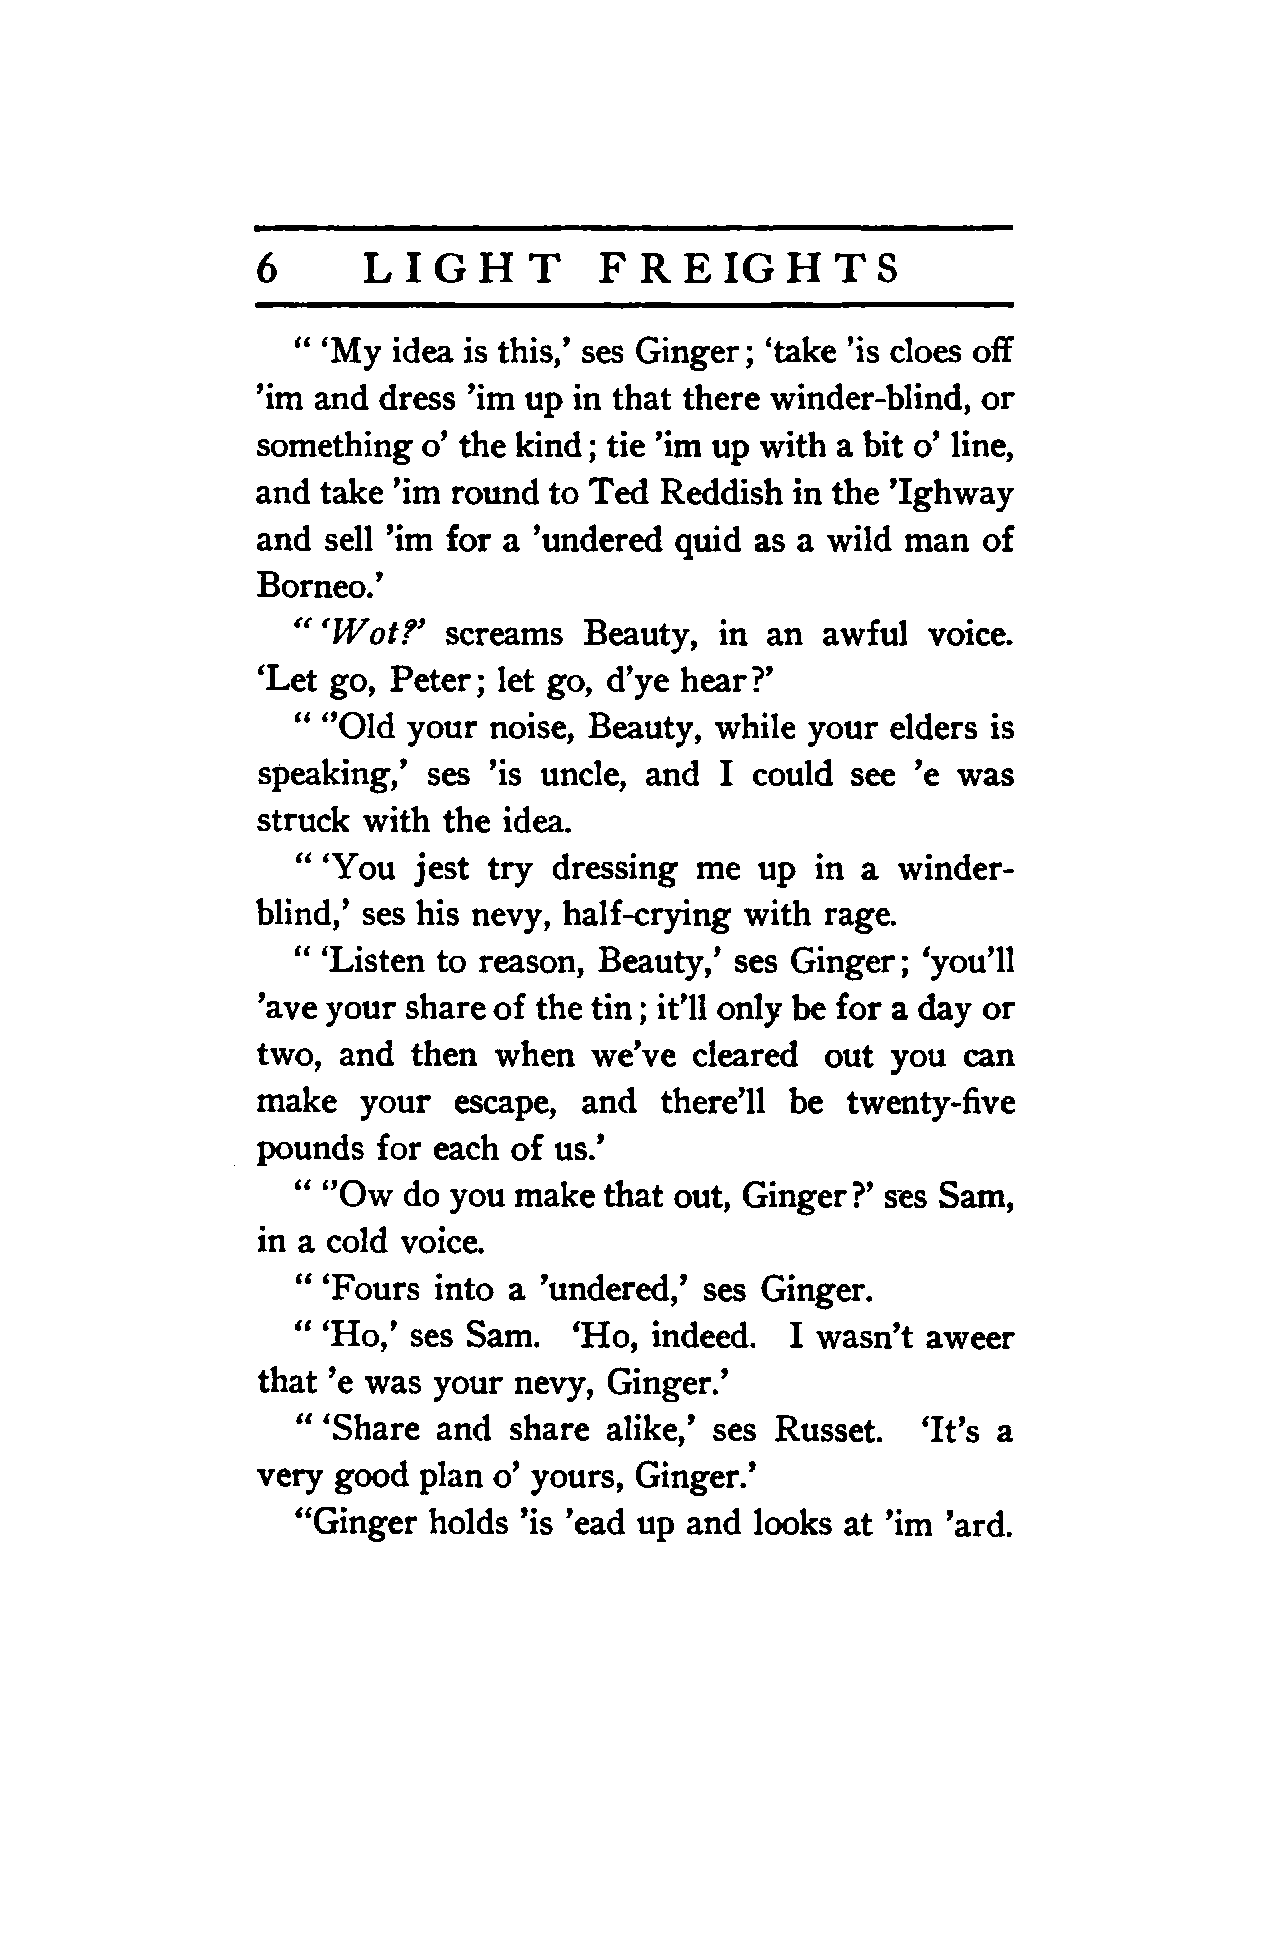 6 LIGHT FREIGHTS
“ ‘My idea is this,’ ses Ginger; ‘take ’is cloes off
’im and dress ’im up in that there winder-blind, or
something o’ the kind; tie ’im up with a bit o’ line,
and take ’im round to Ted Reddish in the ’Ighway
and sell ’im for a ’undered quid as a wild man of
Borneo.’
“ ‘Wot?’ screams Beauty, in an awful voice.
‘Let go, Peter; let go, d’ye hear?’
“ ‘’Old your noise, Beauty, while your elders is
speaking,’ ses ’is uncle, and I could see ’e was
struck with the idea.
“ ‘You jest try dressing me up in a winder-
blind,’ ses his nevy, half-crying with rage.
“ ‘Listen to reason, Beauty,’ ses Ginger; ‘you’ll
’ave your share of the tin; it’ll only be for a day or
two, and then when we’ve cleared out you can
make your escape, and there’ll be twenty-five
pounds for each of us.’
“ ‘’Ow do you make that out, Ginger?’ ses Sam,
in a cold voice.
“ ‘Fours into a ’undered,’ ses Ginger.
“ ‘Ho,’ ses Sam. ‘Ho, indeed. I wasn’t aweer
that ’e was your nevy, Ginger.’
“ ‘Share and share alike,’ ses Russet. ‘It’s a
very good plan o’ yours, Ginger.’
“Ginger holds ’is ’ead up and looks at ’im ’ard.